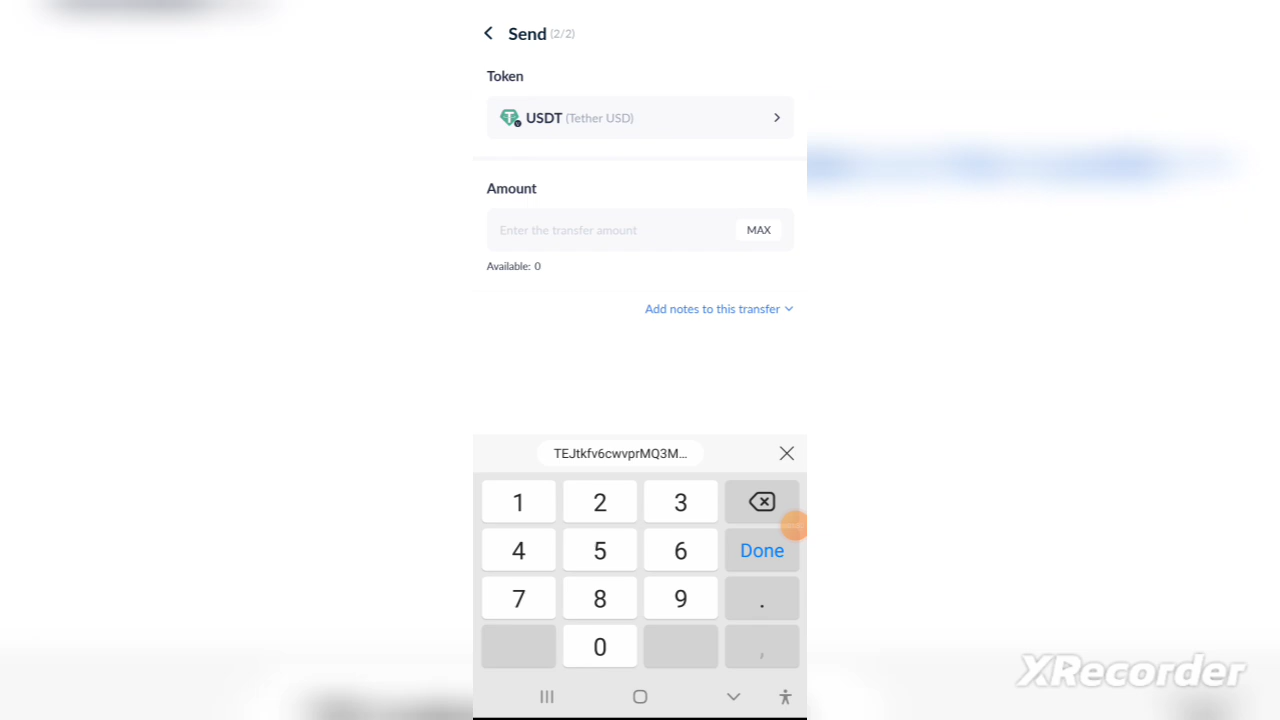 Send (2/2)
Token
USDT (Tether USD)
Amount
Enter the transfer amount
MAX
Available: 0
Add notes to this transfer
TEJtkfv6cwvprMQ3M...
1 2 3
4 5 6 Done
7 8 9 .
0 ,
XRecorder